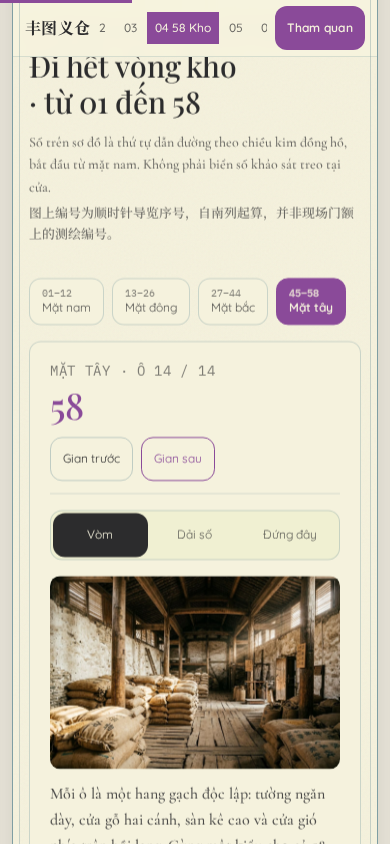 丰图义仓 2 03 04 58 Kho 05 0 Tham quan
Đi hết vòng kho
· từ 01 đến 58
Số trên sơ đồ là thứ tự dẫn đường theo chiều kim đồng hồ,
bắt đầu từ mặt nam. Không phải biển số khảo sát treo tại
cửa.
图上编号为顺时针导览序号，自南列起算，并非现场门额
上的测绘编号。
01–12 13–26 27–44 45–58
Mặt nam Mặt đông Mặt bắc Mặt tây
MẶT TÂY · Ô 14 / 14
58
Gian trước Gian sau
Vòm Dải số Đứng đây
Mỗi ô là một hang gạch độc lập: tường ngăn
dày, cửa gỗ hai cánh, sàn kê cao và cửa gió